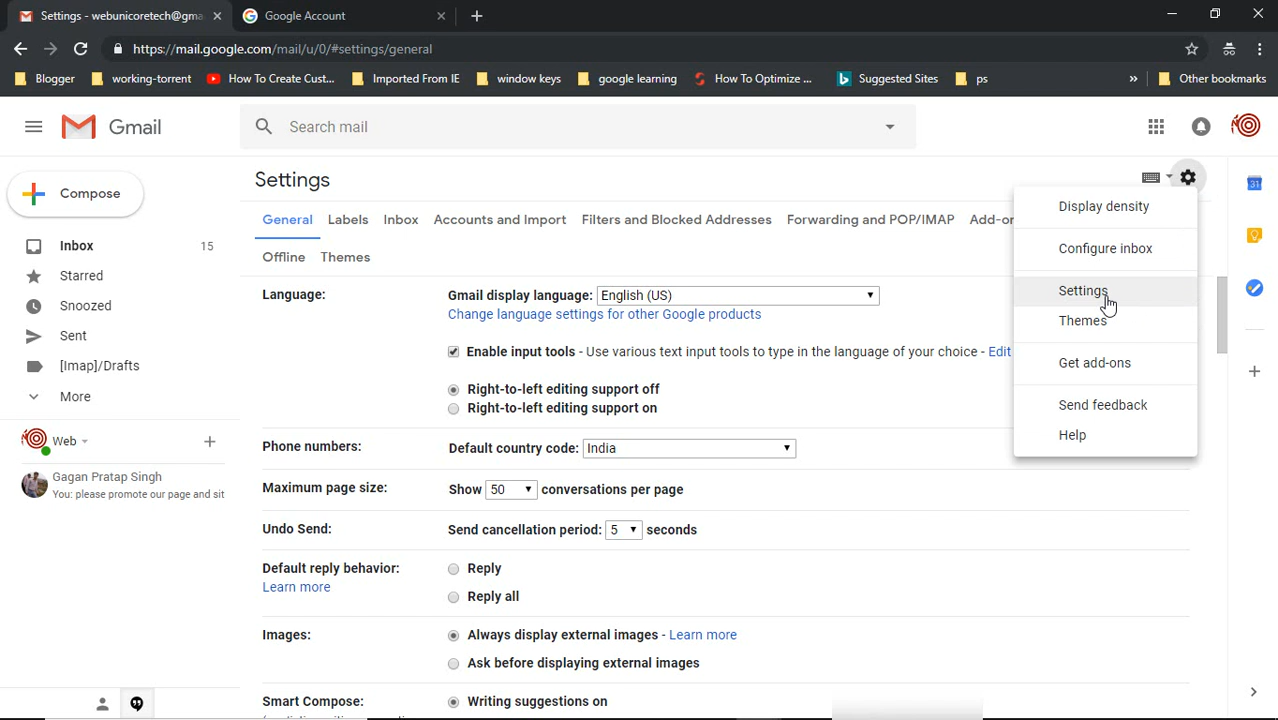 Settings - webunicoretech@gma
Google Account
https://mail.google.com/mail/u/0/#settings/general
Blogger
working-torrent
How To Create Cust...
Imported From IE
window keys
google learning
How To Optimize ...
Suggested Sites
ps
»
Other bookmarks
Gmail
Search mail
Compose
Settings
General
Labels
Inbox
Accounts and Import
Filters and Blocked Addresses
Forwarding and POP/IMAP
Add-on
Offline
Themes
Inbox 15
Starred
Snoozed
Sent
[Imap]/Drafts
More
Web
Gagan Pratap Singh
You: please promote our page and sit
Language:
Gmail display language: English (US)
Change language settings for other Google products
Enable input tools - Use various text input tools to type in the language of your choice - Edit
Right-to-left editing support off
Right-to-left editing support on
Phone numbers:
Default country code: India
Maximum page size:
Show 50 conversations per page
Undo Send:
Send cancellation period: 5 seconds
Default reply behavior:
Learn more
Reply
Reply all
Images:
Always display external images - Learn more
Ask before displaying external images
Smart Compose:
Writing suggestions on
Display density
Configure inbox
Settings
Themes
Get add-ons
Send feedback
Help
31